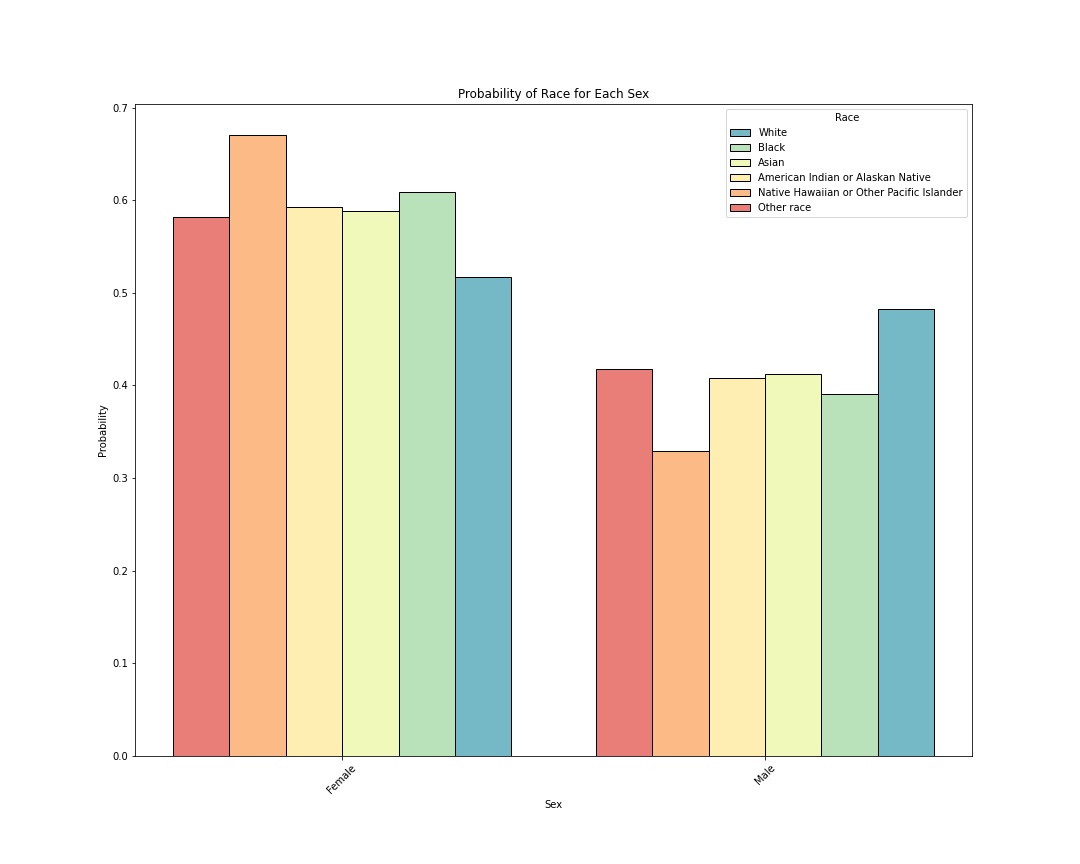 Probability of Race for Each Sex
0.7
0.6
0.5
0.4
0.3
0.2
0.1
0.0
Probability
Race
White
Black
Asian
American Indian or Alaskan Native
Native Hawaiian or Other Pacific Islander
Other race
Female
Male
Sex